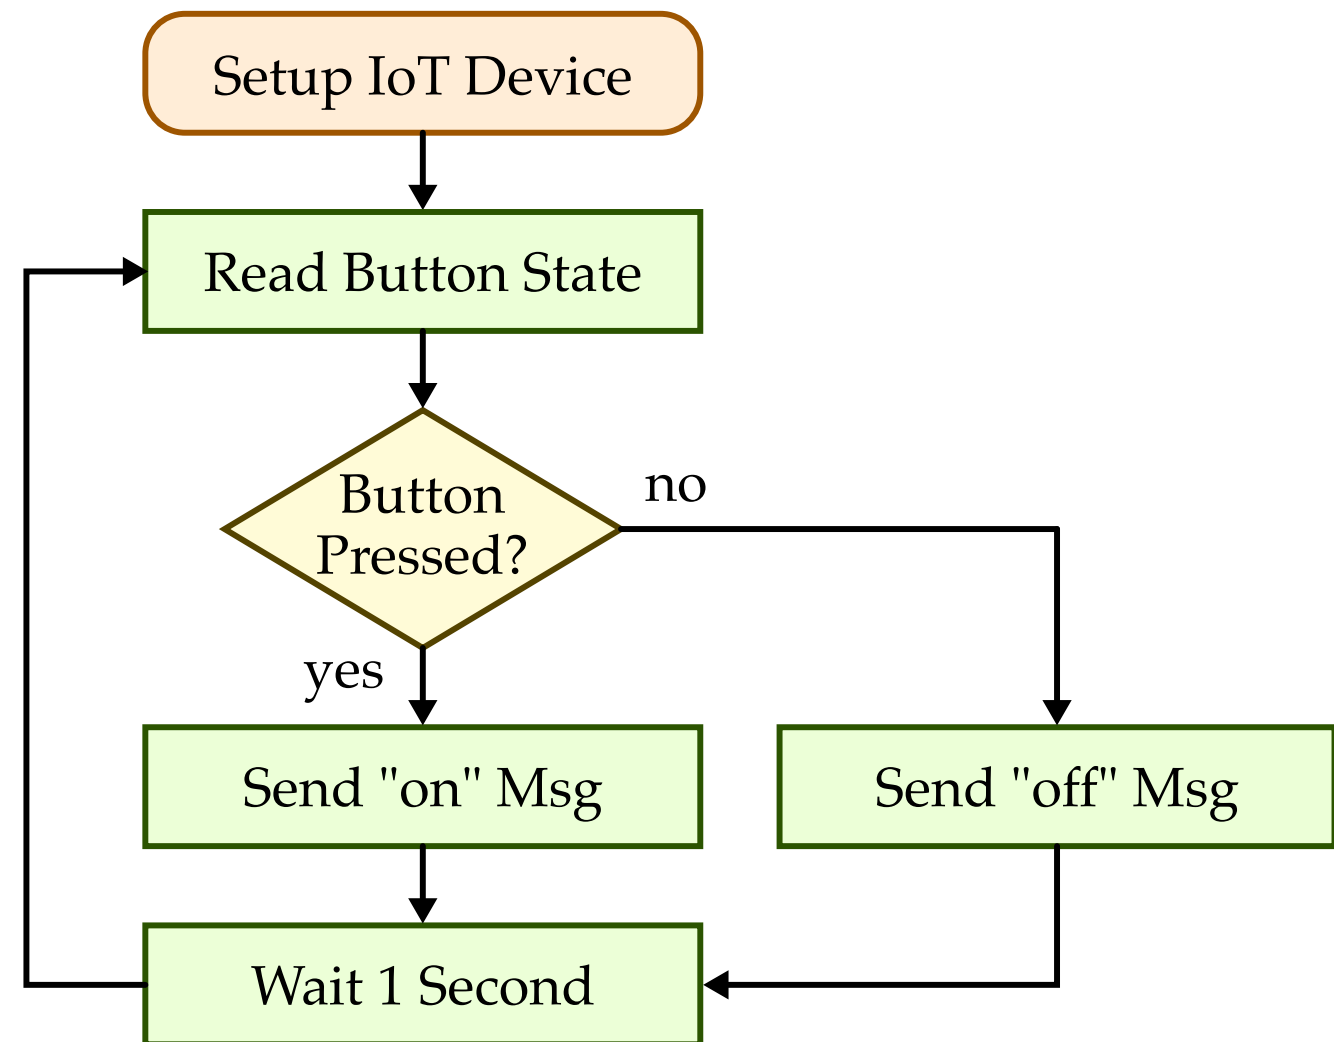 Setup IoT Device
Read Button State
Button
Pressed?
no
yes
Send "on" Msg
Send "off" Msg
Wait 1 Second